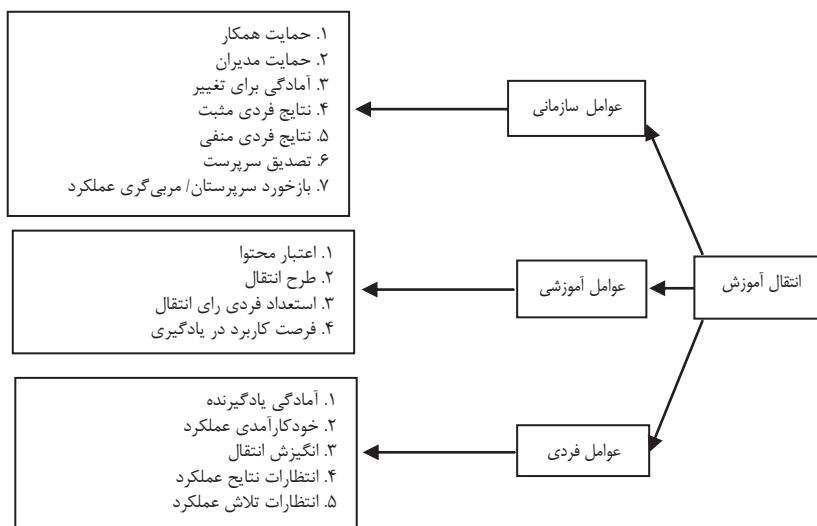 انتقال آموزش
عوامل سازمانی
۱. حمایت همکار
۲. حمایت مدیران
۳. آمادگی برای تغییر
۴. نتایج فردی مثبت
۵. نتایج فردی منفی
۶. تصدیق سرپرست
۷. بازخورد سرپرستان/ مربی‌گری عملکرد
عوامل آموزشی
۱. اعتبار محتوا
۲. طرح انتقال
۳. استعداد فردی رای انتقال
۴. فرصت کاربرد در یادگیری
عوامل فردی
۱. آمادگی یادگیرنده
۲. خودکارآمدی عملکرد
۳. انگیزش انتقال
۴. انتظارات نتایح عملکرد
۵. انتظارات تلاش عملکرد